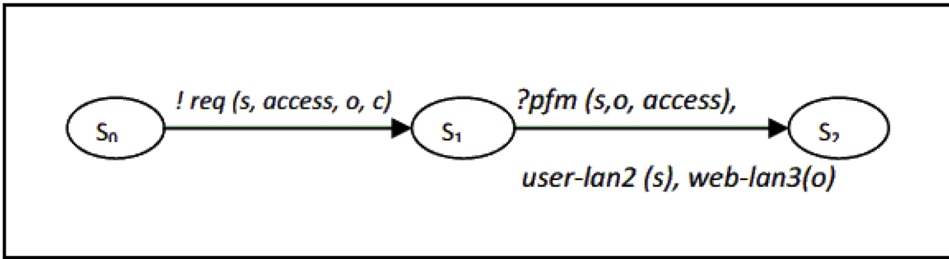 ! req (s, access, o, c)
?pfm (s,o, access),
S₀
S₁
S₂
user-lan2 (s), web-lan3(o)